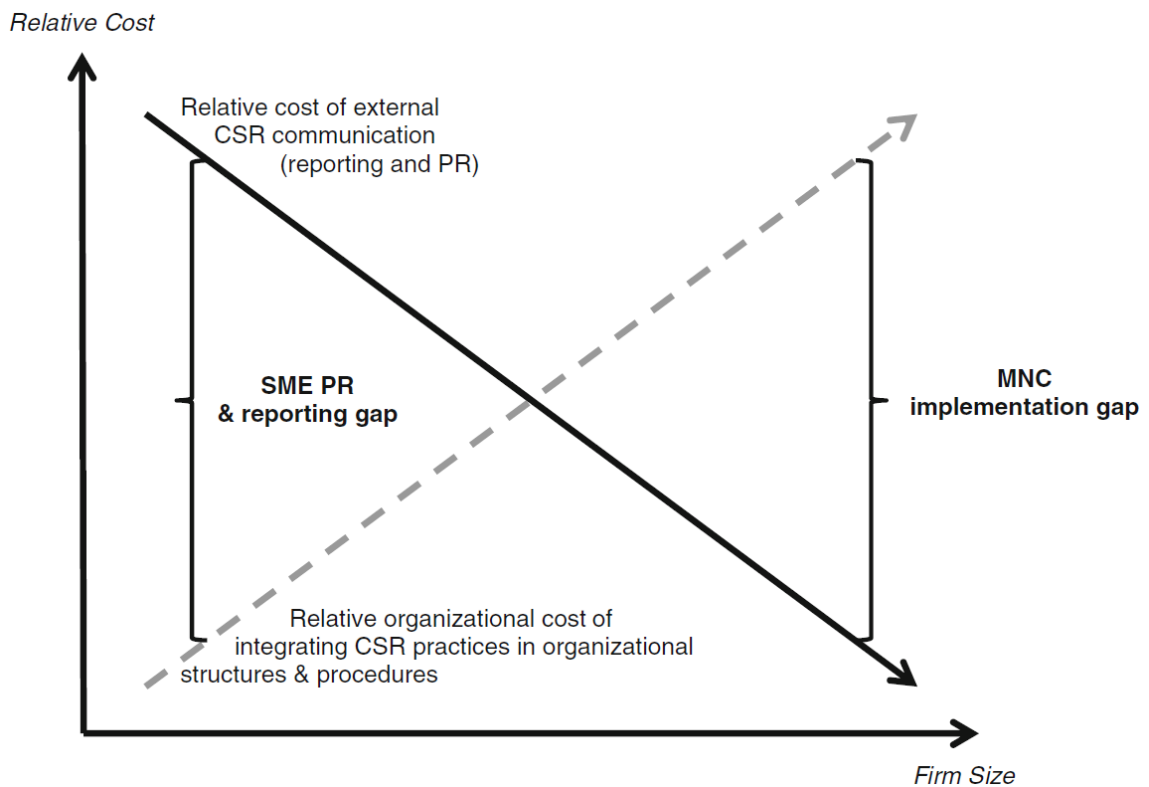 Relative Cost
Relative cost of external
CSR communication
(reporting and PR)
SME PR
& reporting gap
MNC
implementation gap
Relative organizational cost of
integrating CSR practices in organizational
structures & procedures
Firm Size